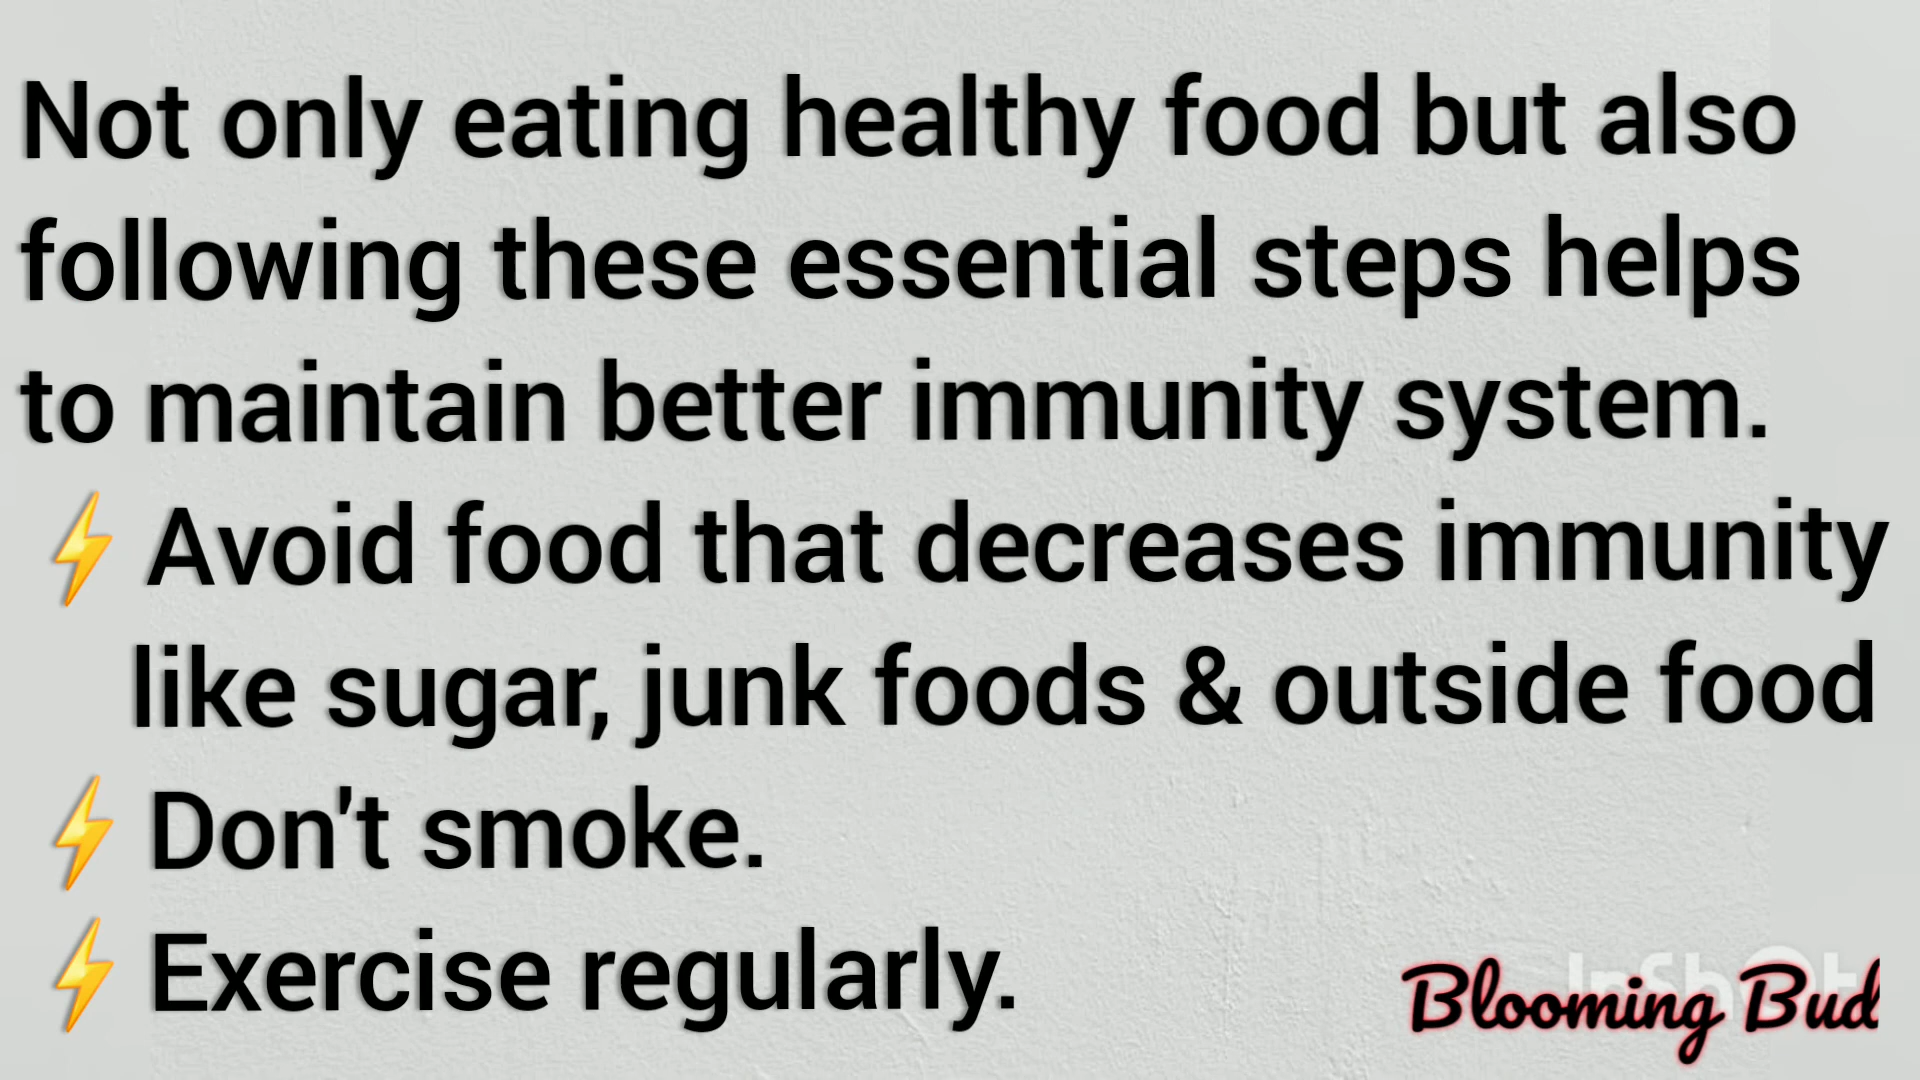 Not only eating healthy food but also
following these essential steps helps
to maintain better immunity system.
⚡ Avoid food that decreases immunity
like sugar, junk foods & outside food
⚡ Don't smoke.
⚡ Exercise regularly.
InShot
Blooming Bud